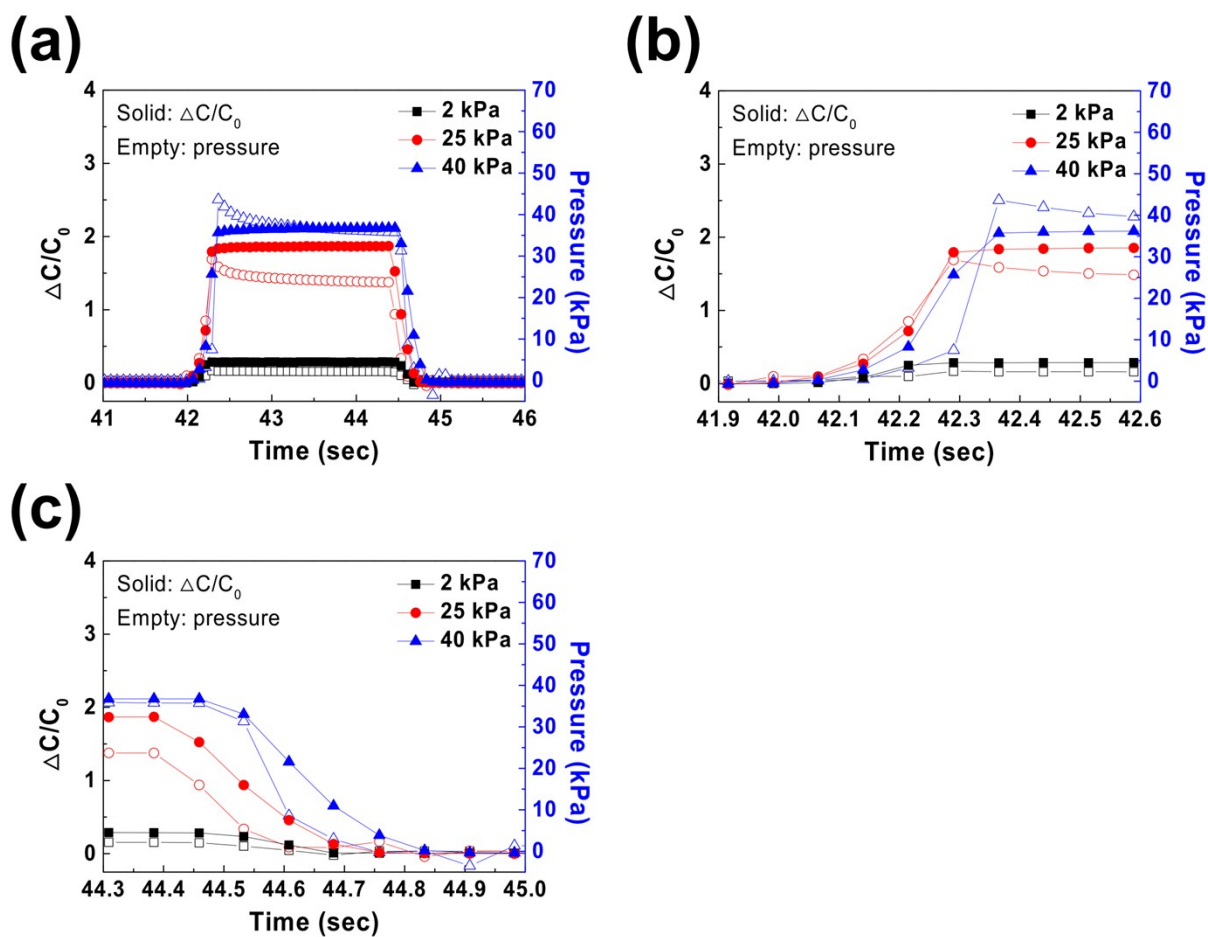 (a)
4
3
2
1
0
ΔC/C0
Solid: △C/C0
Empty: pressure
2 kPa
25 kPa
40 kPa
70
60
50
40
30
20
10
0
Pressure (kPa)
41 42 43 44 45 46
Time (sec)
(b)
4
3
2
1
0
ΔC/C0
Solid: △C/C0
Empty: pressure
2 kPa
25 kPa
40 kPa
70
60
50
40
30
20
10
0
Pressure (kPa)
41.9 42.0 42.1 42.2 42.3 42.4 42.5 42.6
Time (sec)
(c)
4
3
2
1
0
ΔC/C0
Solid: △C/C0
Empty: pressure
2 kPa
25 kPa
40 kPa
70
60
50
40
30
20
10
0
Pressure (kPa)
44.3 44.4 44.5 44.6 44.7 44.8 44.9 45.0
Time (sec)